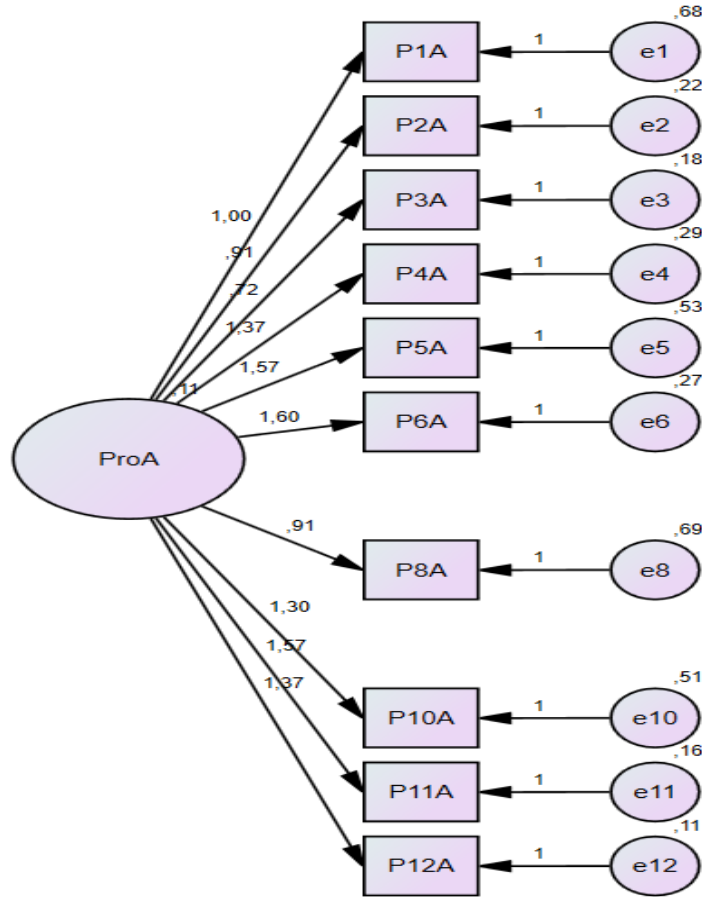 ,68
P1A 1 e1
,22
P2A 1 e2
,18
P3A 1 e3
,29
1,00
,91
P4A 1 e4
,72
,53
1,37
P5A 1 e5
1,57
,27
,11
1,60
P6A 1 e6
ProA
,91
,69
P8A 1 e8
1,30
1,57
,51
1,37
P10A 1 e10
,16
P11A 1 e11
,11
P12A 1 e12